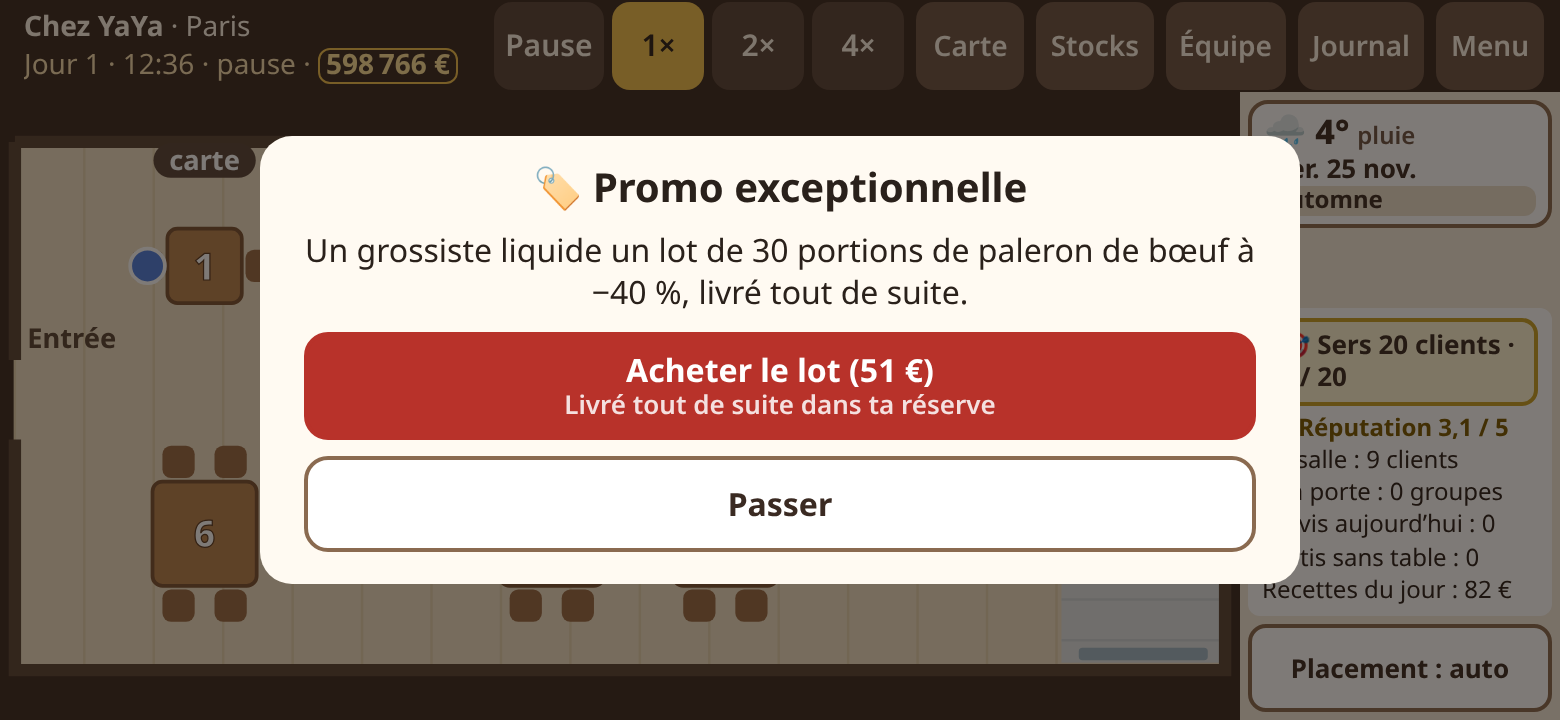 Chez YaYa · Paris
Jour 1 · 12:36 · pause · 598 766 €
Pause
1×
2×
4×
Carte
Stocks
Équipe
Journal
Menu
carte
1
Entrée
6
🏷️ Promo exceptionnelle
Un grossiste liquide un lot de 30 portions de paleron de bœuf à
−40 %, livré tout de suite.
Acheter le lot (51 €)
Livré tout de suite dans ta réserve
Passer
4° pluie
25 nov.
Sers 20 clients ·
/ 20
Réputation 3,1 / 5
salle : 9 clients
porte : 0 groupes
aujourd’hui : 0
sans table : 0
Recettes du jour : 82 €
Placement : auto